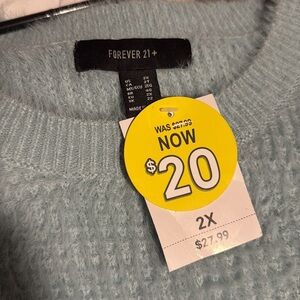 FOREVER 21+
WAS $27.99
NOW
$20
2X
$27.99